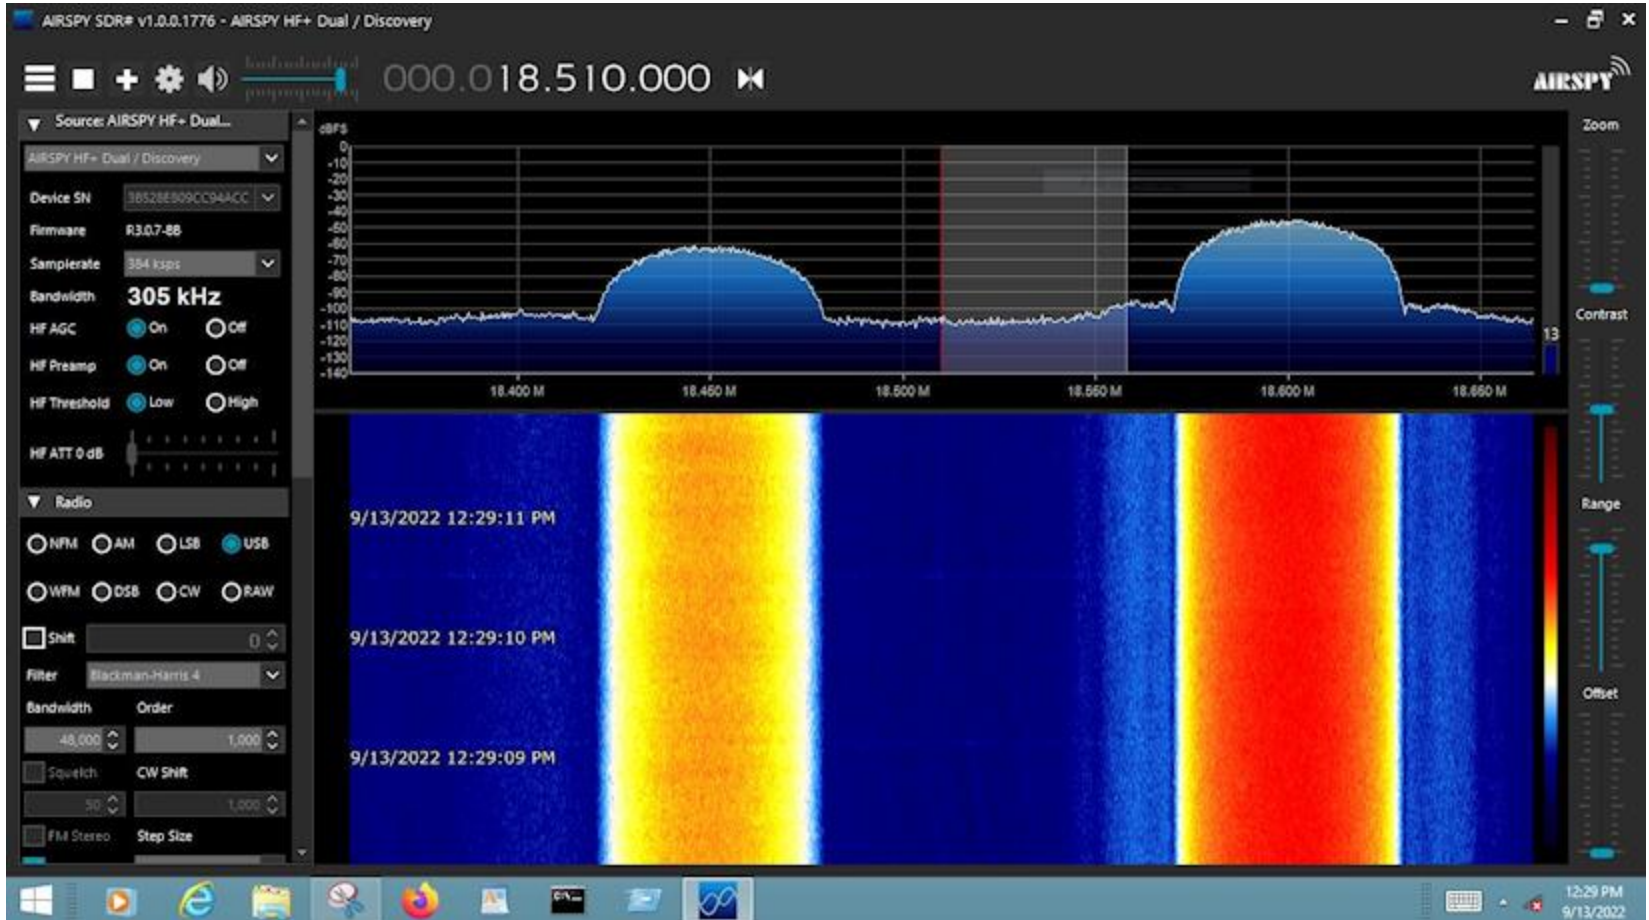 AIRSPY SDR# v1.0.0.1776 - AIRSPY HF+ Dual / Discovery
000.018.510.000
AIRSPY
Source: AIRSPY HF+ Dual...
AIRSPY HF+ Dual / Discovery
Device SN
Firmware R3.0.7-BB
Samplerate 384 ksps
Bandwidth 305 kHz
HF AGC On Off
HF Preamp On Off
HF Threshold Low High
HF ATT 0 dB
Radio
NFM AM LSB USB
WFM DSB CW RAW
Shift 0
Filter Blackman-Harris 4
Bandwidth Order
48,000 1,000
Squelch CW Shift
50 1,000
FM Stereo Step Size
dBFS
0
-10
-20
-30
-40
-50
-60
-70
-80
-90
-100
-110
-120
-130
-140
18.400 M 18.450 M 18.500 M 18.550 M 18.600 M 18.650 M
13
9/13/2022 12:29:11 PM
9/13/2022 12:29:10 PM
9/13/2022 12:29:09 PM
Zoom
Contrast
Range
Offset
12:29 PM
9/13/2022